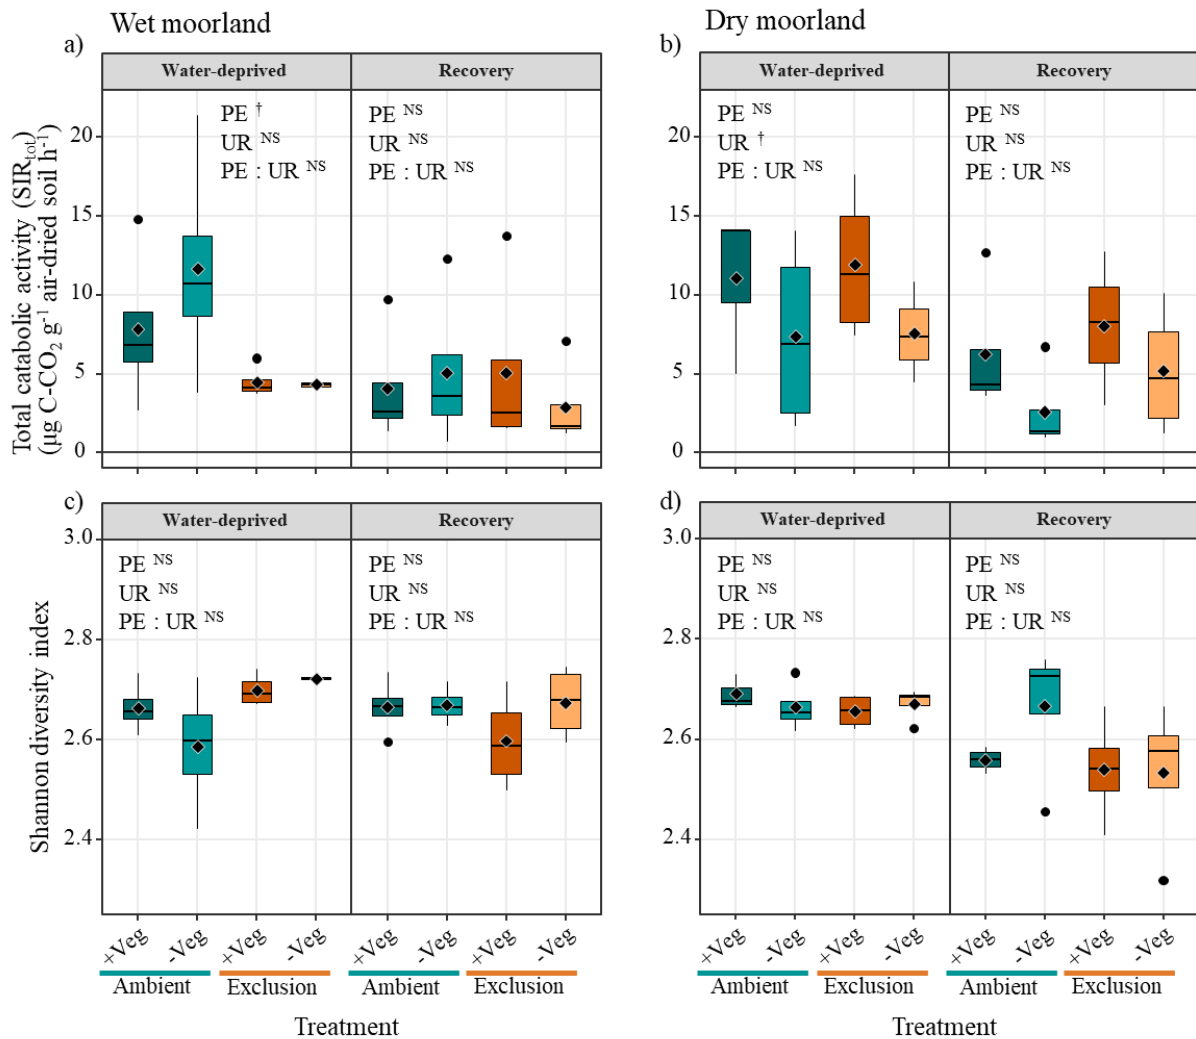 Wet moorland
Dry moorland
a)
b)
Water-deprived
Recovery
Water-deprived
Recovery
Total catabolic activity (SIRtot)
(µg C-CO2 g-1 air-dried soil h-1)
20
15
10
5
0
PE †
UR NS
PE : UR NS
PE NS
UR NS
PE : UR NS
20
15
10
5
0
PE NS
UR †
PE : UR NS
PE NS
UR NS
PE : UR NS
c)
d)
Water-deprived
Recovery
Water-deprived
Recovery
Shannon diversity index
3.0
2.8
2.6
2.4
PE NS
UR NS
PE : UR NS
PE NS
UR NS
PE : UR NS
3.0
2.8
2.6
2.4
PE NS
UR NS
PE : UR NS
PE NS
UR NS
PE : UR NS
+Veg
-Veg
+Veg
-Veg
+Veg
-Veg
+Veg
-Veg
+Veg
-Veg
+Veg
-Veg
+Veg
-Veg
+Veg
-Veg
Ambient
Exclusion
Ambient
Exclusion
Ambient
Exclusion
Ambient
Exclusion
Treatment
Treatment